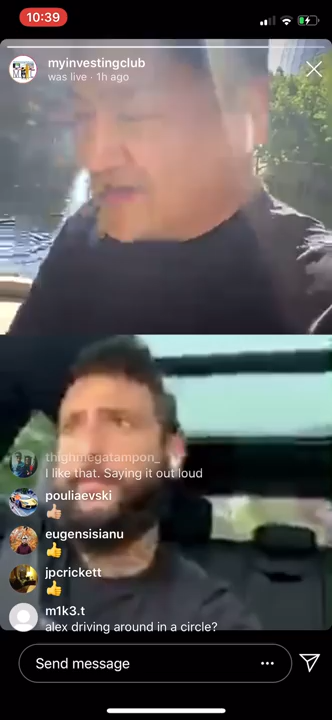 10:39
myinvestingclub
was live · 1h ago
thighmegatampon_
I like that. Saying it out loud
pouliaevski
👍🏼
eugensisianu
👍
jpcrickett
👍
m1k3.t
alex driving around in a circle?
Send message